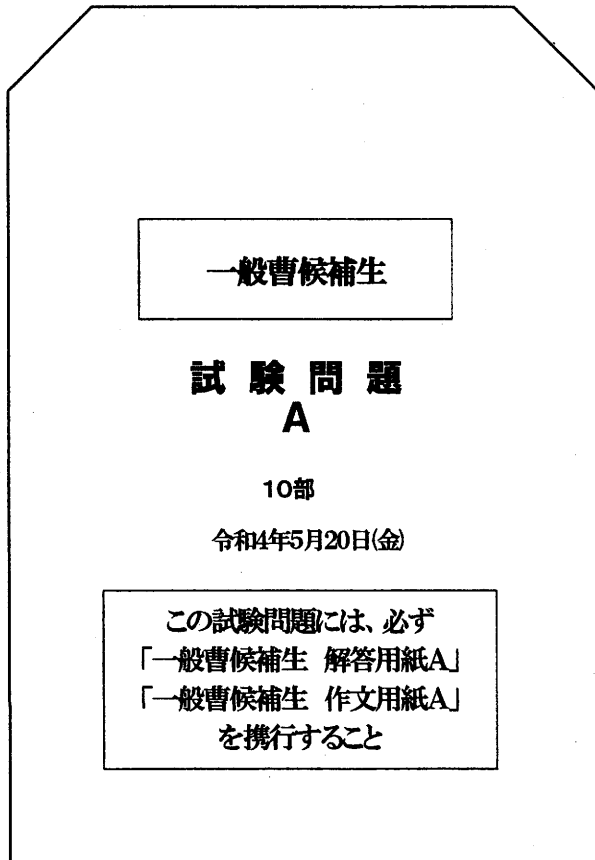 一般曹候補生
試験問題
A
10部
令和4年5月20日(金)
この試験問題には、必ず
「一般曹候補生 解答用紙A」
「一般曹候補生 作文用紙A」
を携行すること